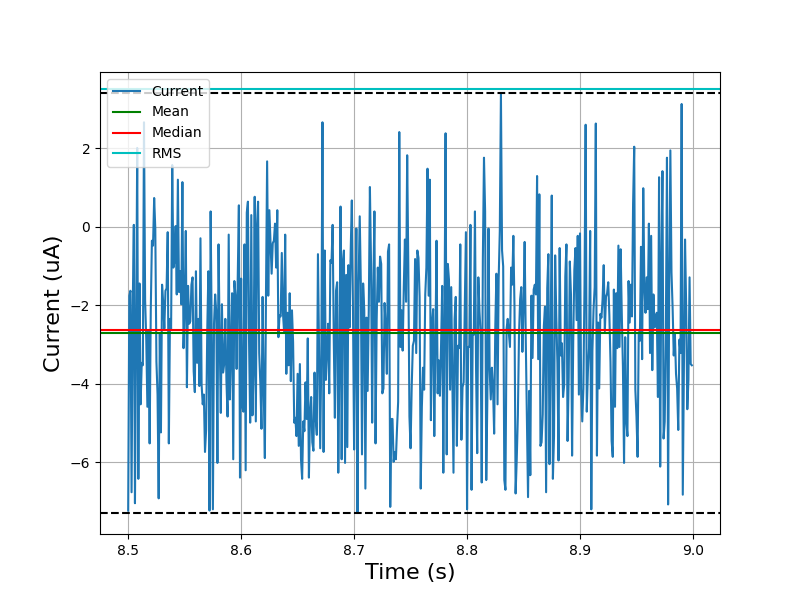 Current
Mean
Median
RMS
2
0
−2
−4
−6
8.5 8.6 8.7 8.8 8.9 9.0
Current (uA)
Time (s)